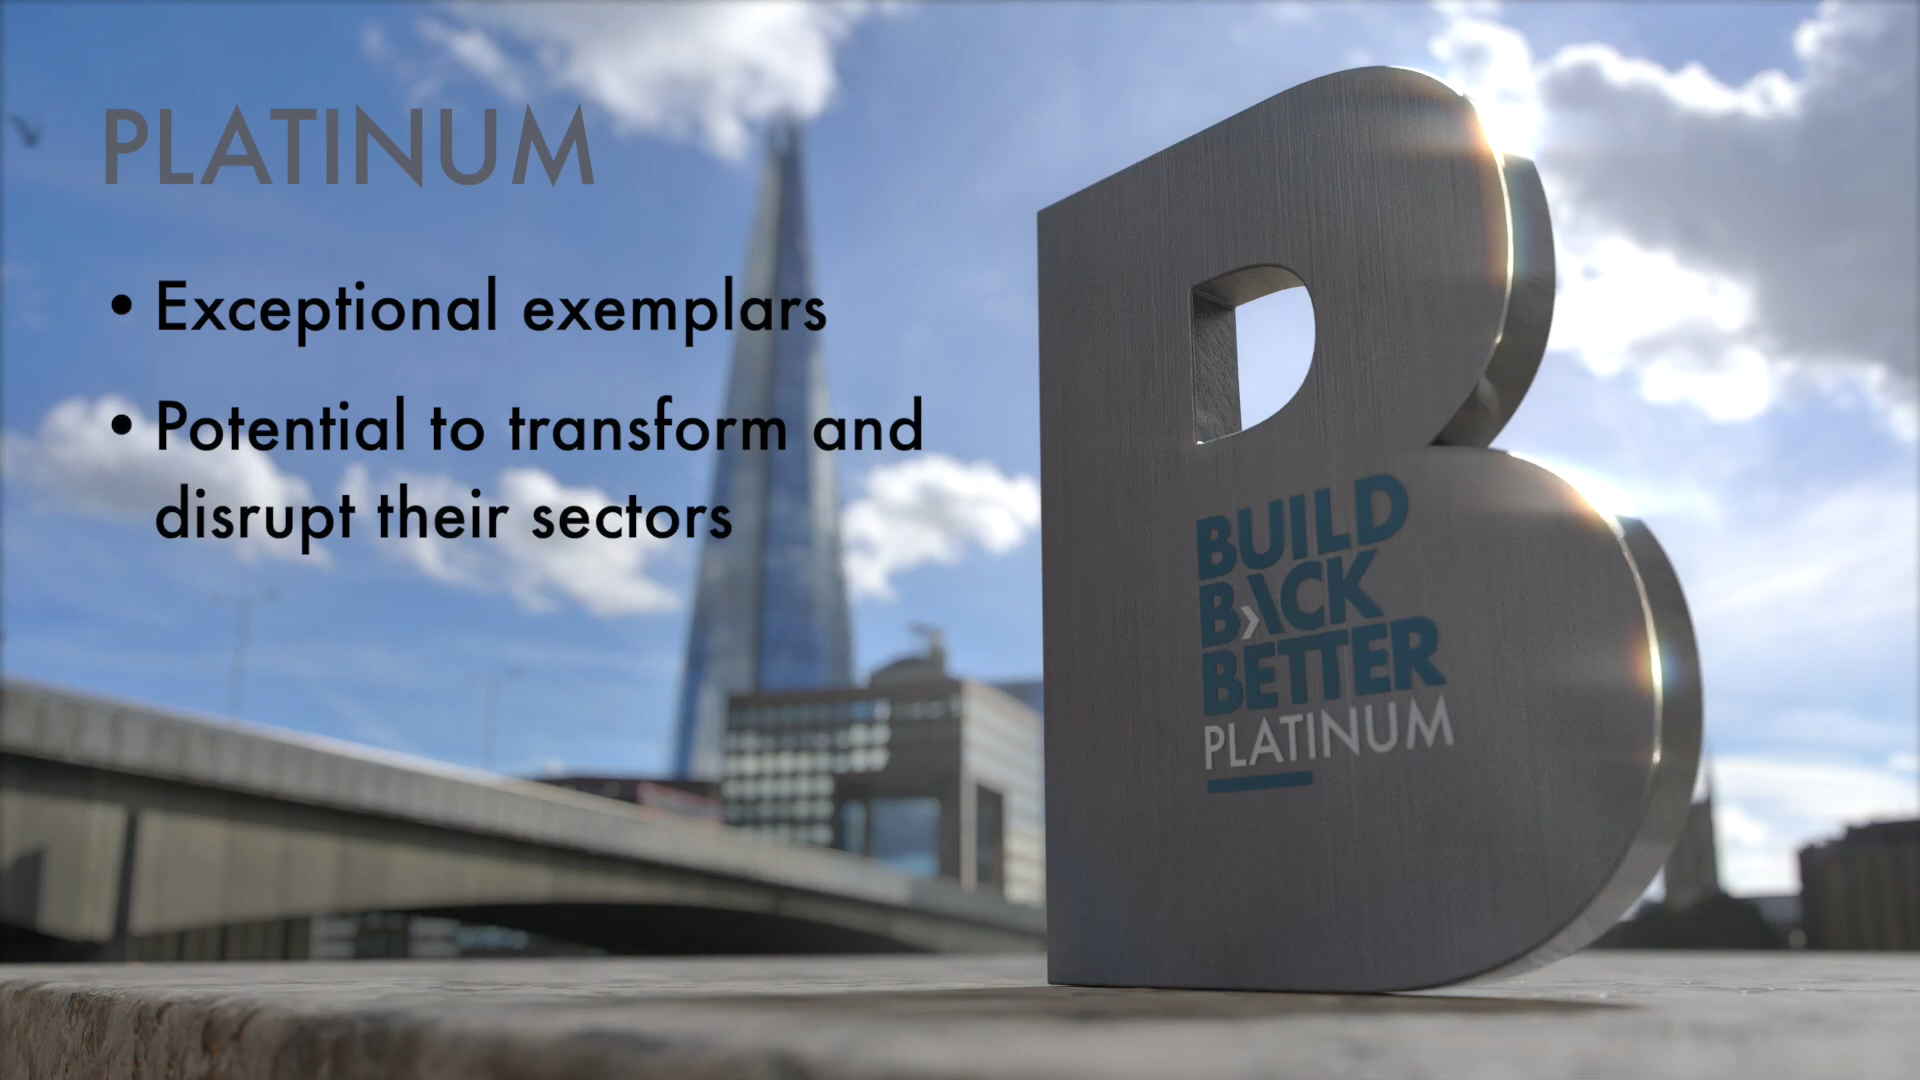 PLATINUM
• Exceptional exemplars
• Potential to transform and
disrupt their sectors
BUILD
BACK
BETTER
PLATINUM